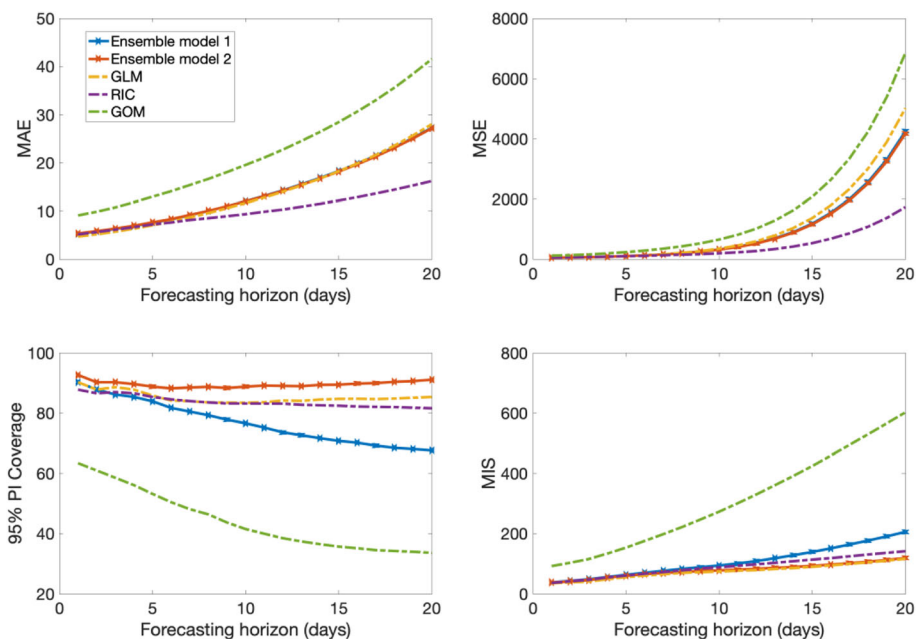 50
40
30
20
10
0
MAE
Ensemble model 1
Ensemble model 2
GLM
RIC
GOM
0 5 10 15 20
Forecasting horizon (days)
8000
6000
4000
2000
0
MSE
0 5 10 15 20
Forecasting horizon (days)
100
80
60
40
20
95% PI Coverage
0 5 10 15 20
Forecasting horizon (days)
800
600
400
200
0
MIS
0 5 10 15 20
Forecasting horizon (days)